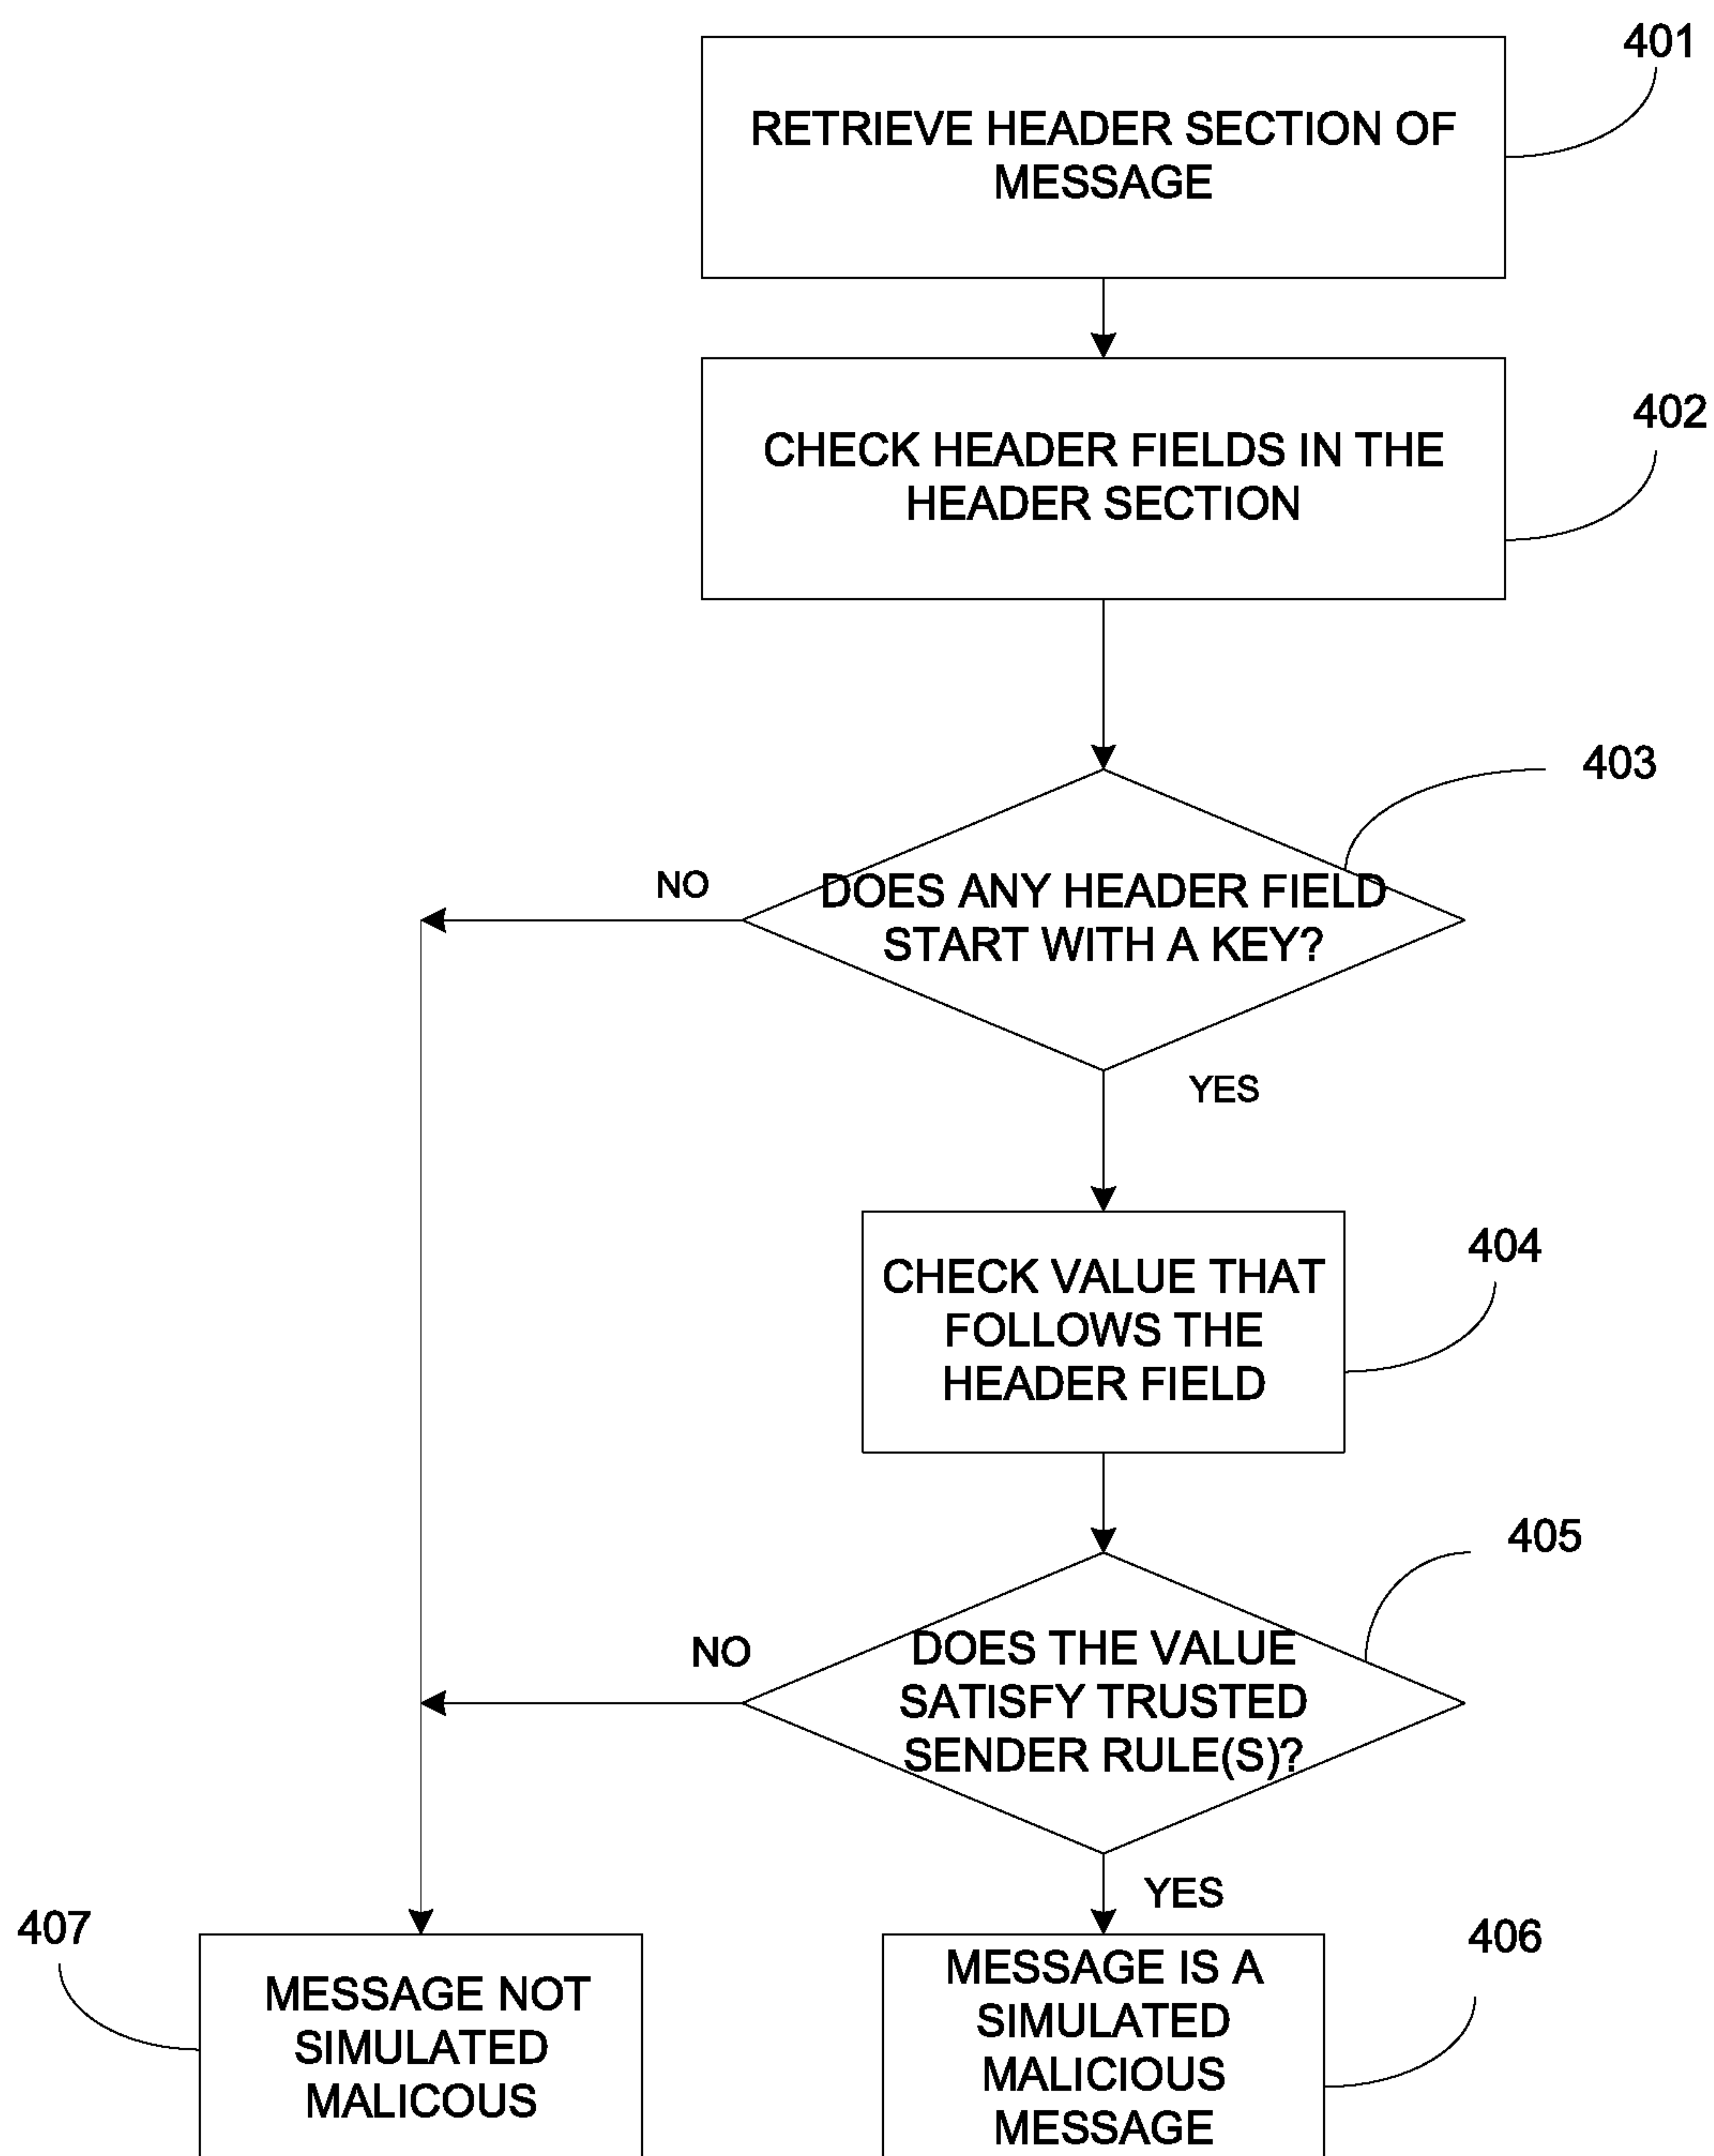 401
RETRIEVE HEADER SECTION OF
MESSAGE
402
CHECK HEADER FIELDS IN THE
HEADER SECTION
403
NO
DOES ANY HEADER FIELD
START WITH A KEY?
YES
404
CHECK VALUE THAT
FOLLOWS THE
HEADER FIELD
405
NO
DOES THE VALUE
SATISFY TRUSTED
SENDER RULE(S)?
YES
407
MESSAGE NOT
SIMULATED
MALICOUS
406
MESSAGE IS A
SIMULATED
MALICIOUS
MESSAGE